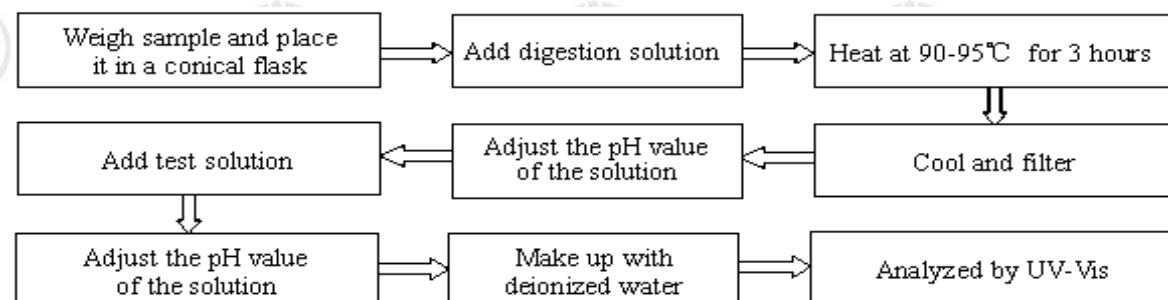 Weigh sample and place
it in a conical flask
Add digestion solution
Heat at 90-95℃ for 3 hours
Cool and filter
Adjust the pH value
of the solution
Add test solution
Adjust the pH value
of the solution
Make up with
deionized water
Analyzed by UV-Vis